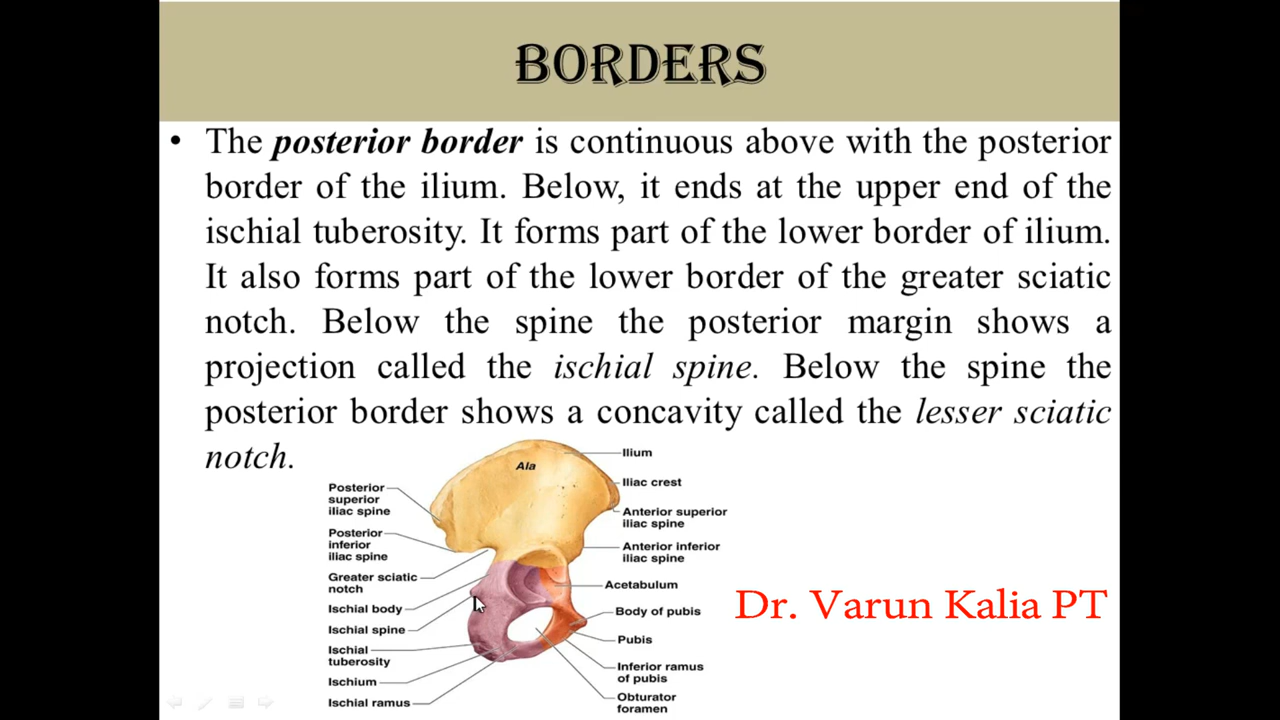 BORDERS
• The posterior border is continuous above with the posterior
border of the ilium. Below, it ends at the upper end of the
ischial tuberosity. It forms part of the lower border of ilium.
It also forms part of the lower border of the greater sciatic
notch. Below the spine the posterior margin shows a
projection called the ischial spine. Below the spine the
posterior border shows a concavity called the lesser sciatic
notch.
Ala
Posterior
superior
iliac spine
Posterior
inferior
iliac spine
Greater sciatic
notch
Ischial body
Ischial spine
Ischial
tuberosity
Ischium
Ischial ramus
Ilium
Iliac crest
Anterior superior
iliac spine
Anterior inferior
iliac spine
Acetabulum
Body of pubis
Pubis
Inferior ramus
of pubis
Obturator
foramen
Dr. Varun Kalia PT